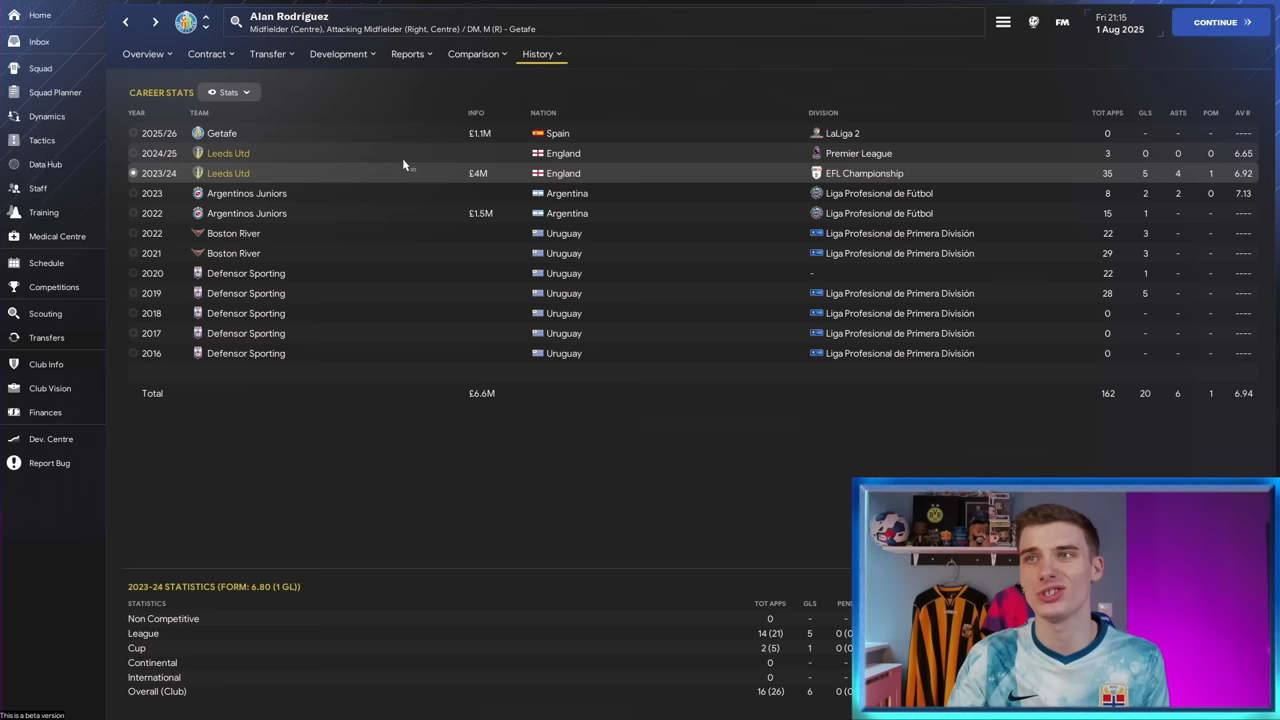 Home
Inbox
Squad
Squad Planner
Dynamics
Tactics
Data Hub
Staff
Training
Medical Centre
Schedule
Competitions
Scouting
Transfers
Club Info
Club Vision
Finances
Dev. Centre
Report Bug
This is a beta version
Alan Rodríguez
Midfielder (Centre), Attacking Midfielder (Right, Centre) / DM, M (R) - Getafe
FM
Fri 21:15
1 Aug 2025
CONTINUE
Overview Contract Transfer Development Reports Comparison History
CAREER STATS Stats
YEAR TEAM INFO NATION DIVISION TOT APPS GLS ASTS POM AV R
2025/26 Getafe £1.1M Spain LaLiga 2 0 - - - ----
2024/25 Leeds Utd England Premier League 3 0 0 0 6.65
2023/24 Leeds Utd £4M England EFL Championship 35 5 4 1 6.92
2023 Argentinos Juniors Argentina Liga Profesional de Fútbol 8 2 2 0 7.13
2022 Argentinos Juniors £1.5M Argentina Liga Profesional de Fútbol 15 1 - - ----
2022 Boston River Uruguay Liga Profesional de Primera División 22 3 - - ----
2021 Boston River Uruguay Liga Profesional de Primera División 29 3 - - ----
2020 Defensor Sporting Uruguay - 22 1 - - ----
2019 Defensor Sporting Uruguay Liga Profesional de Primera División 28 5 - - ----
2018 Defensor Sporting Uruguay Liga Profesional de Primera División 0 - - - ----
2017 Defensor Sporting Uruguay Liga Profesional de Primera División 0 - - - ----
2016 Defensor Sporting Uruguay Liga Profesional de Primera División 0 - - - ----
Total £6.6M 162 20 6 1 6.94
2023-24 STATISTICS (FORM: 6.80 (1 GL))
STATISTICS TOT APPS GLS PENS
Non Competitive 0 - -
League 14 (21) 5 0 (0
Cup 2 (5) 1 0 (0
Continental 0 - -
International 0 - -
Overall (Club) 16 (26) 6 0 (0